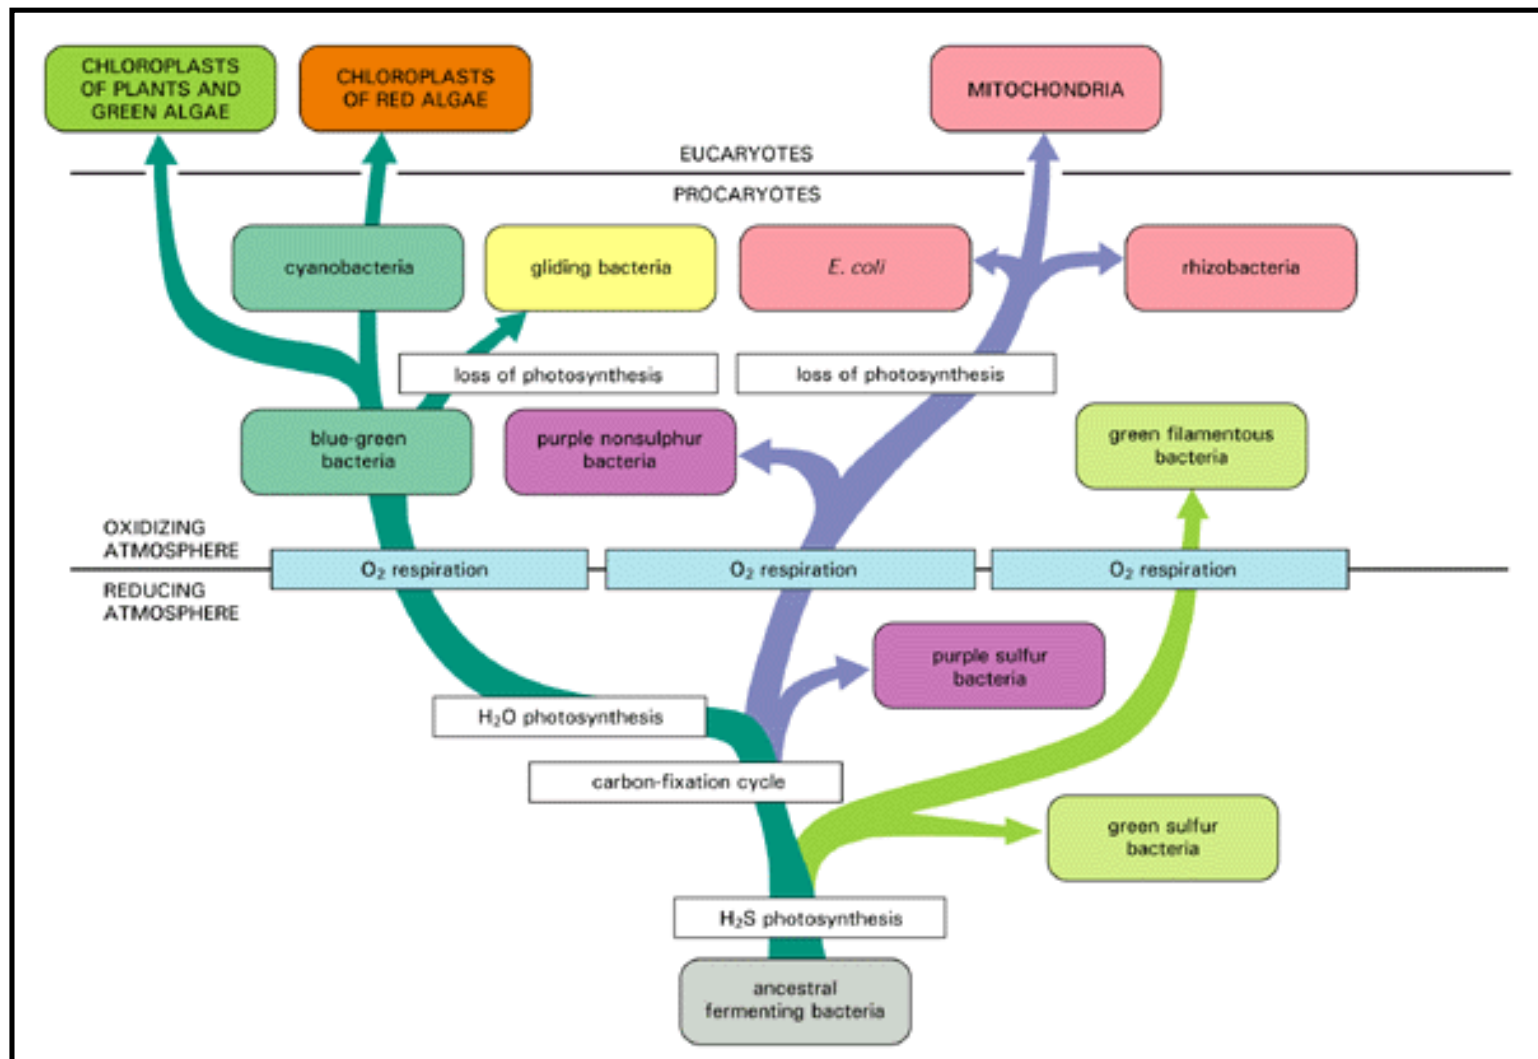 CHLOROPLASTS
OF PLANTS AND
GREEN ALGAE
CHLOROPLASTS
OF RED ALGAE
MITOCHONDRIA
EUCARYOTES
PROCARYOTES
cyanobacteria
gliding bacteria
E. coli
rhizobacteria
loss of photosynthesis
loss of photosynthesis
blue-green
bacteria
purple nonsulphur
bacteria
green filamentous
bacteria
OXIDIZING
ATMOSPHERE
O₂ respiration
O₂ respiration
O₂ respiration
REDUCING
ATMOSPHERE
purple sulfur
bacteria
H₂O photosynthesis
carbon-fixation cycle
green sulfur
bacteria
H₂S photosynthesis
ancestral
fermenting bacteria